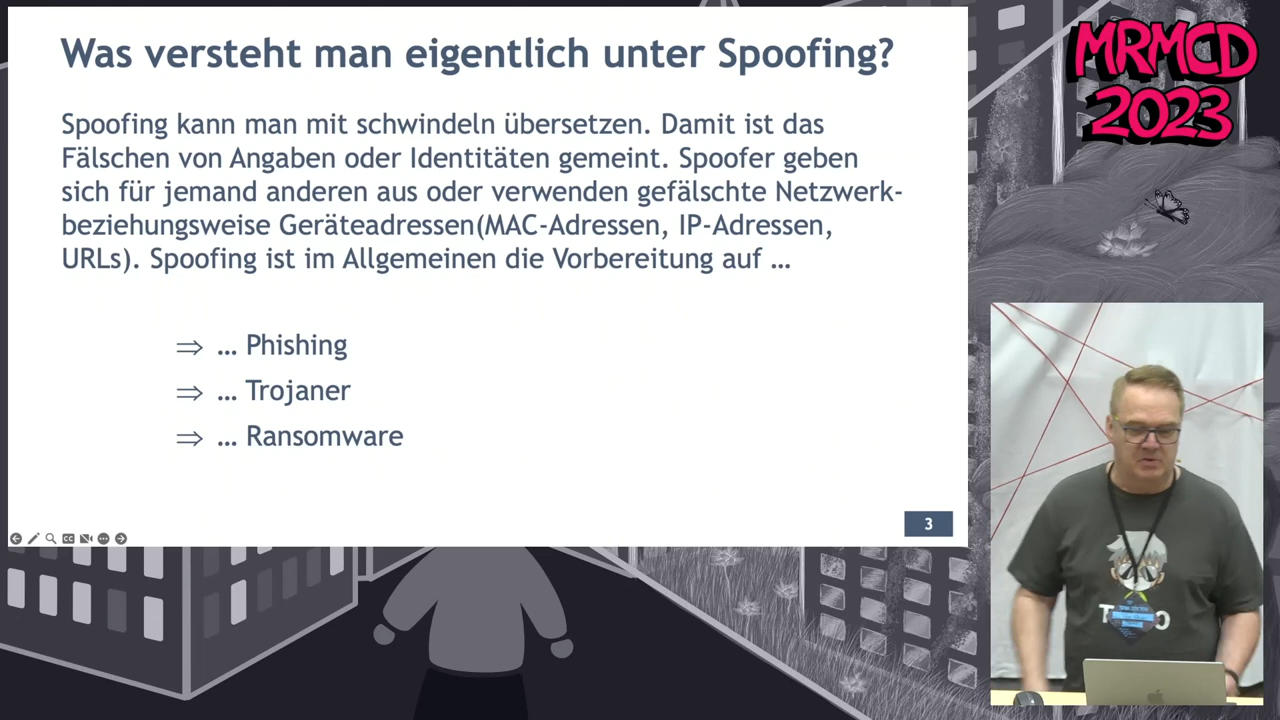 Was versteht man eigentlich unter Spoofing?
Spoofing kann man mit schwindeln übersetzen. Damit ist das
Fälschen von Angaben oder Identitäten gemeint. Spoofer geben
sich für jemand anderen aus oder verwenden gefälschte Netzwerk-
beziehungsweise Geräteadressen(MAC-Adressen, IP-Adressen,
URLs). Spoofing ist im Allgemeinen die Vorbereitung auf …
⇒ … Phishing
⇒ … Trojaner
⇒ … Ransomware
3
MRMCD
2023